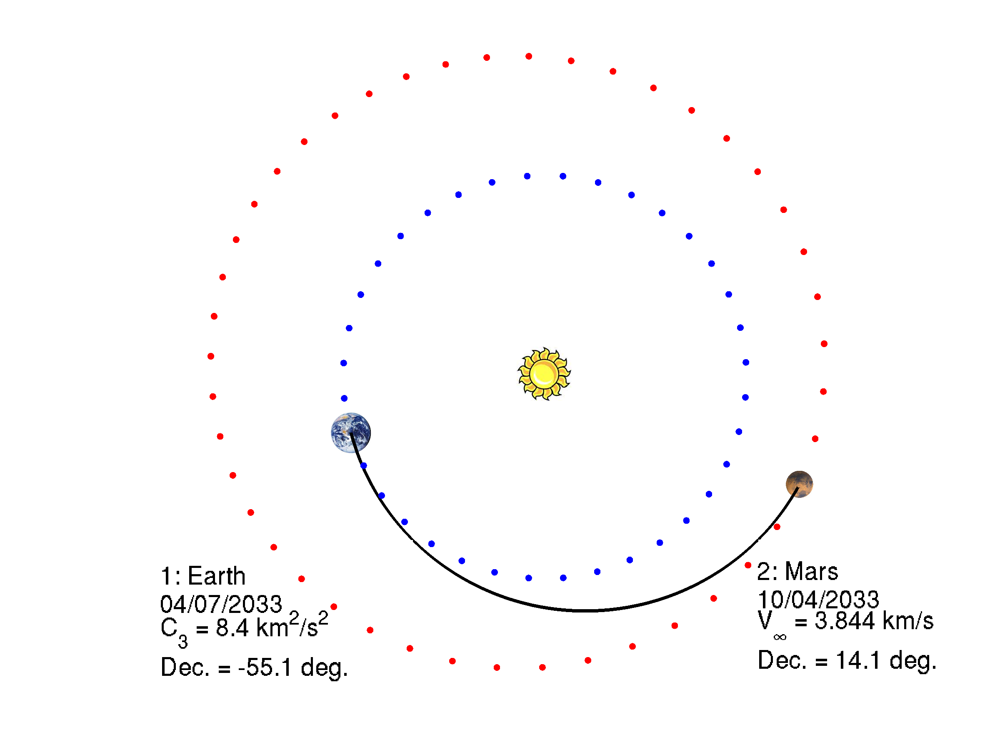 1: Earth
04/07/2033
C₃ = 8.4 km²/s²
Dec. = -55.1 deg.
2: Mars
10/04/2033
V∞ = 3.844 km/s
Dec. = 14.1 deg.